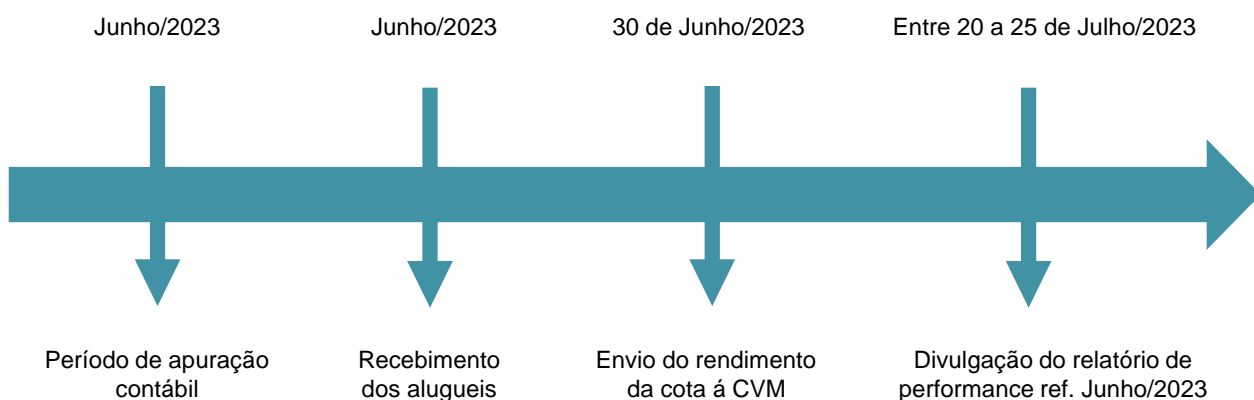 Junho/2023
Junho/2023
30 de Junho/2023
Entre 20 a 25 de Julho/2023
Período de apuração
contábil
Recebimento
dos alugueis
Envio do rendimento
da cota á CVM
Divulgação do relatório de
performance ref. Junho/2023